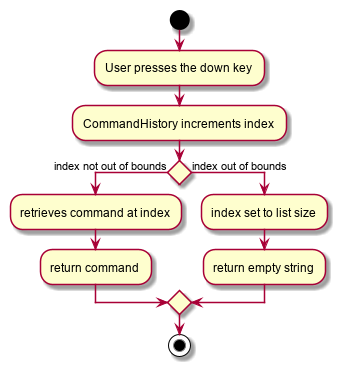 User presses the down key
CommandHistory increments index
index not out of bounds
index out of bounds
retrieves command at index
index set to list size
return command
return empty string